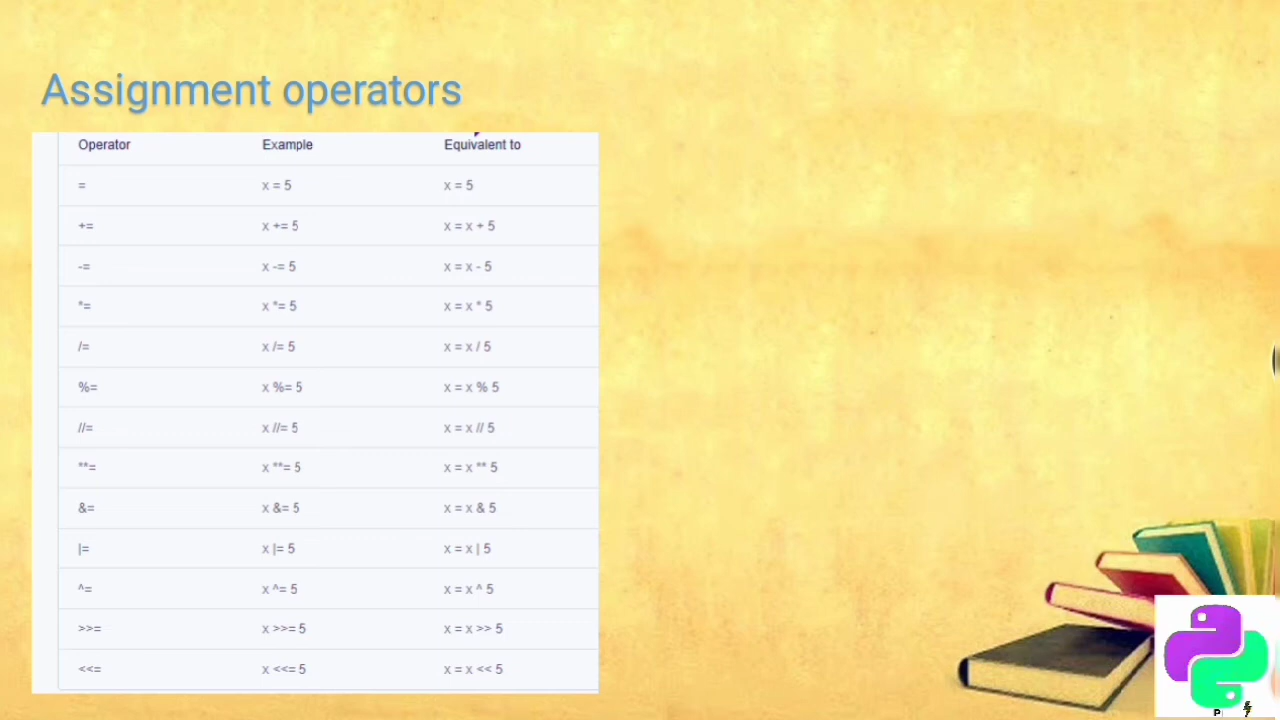 Assignment operators
Operator Example Equivalent to
= x = 5 x = 5
+= x += 5 x = x + 5
-= x -= 5 x = x - 5
*= x *= 5 x = x * 5
/= x /= 5 x = x / 5
%= x %= 5 x = x % 5
//= x //= 5 x = x // 5
**= x **= 5 x = x ** 5
&= x &= 5 x = x & 5
|= x |= 5 x = x | 5
^= x ^= 5 x = x ^ 5
>>= x >>= 5 x = x >> 5
<<= x <<= 5 x = x << 5
P